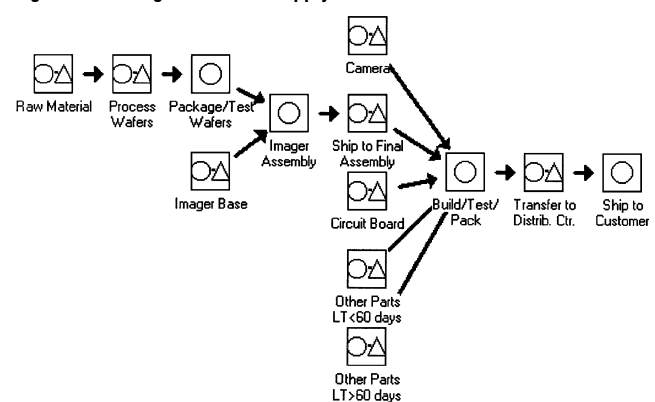 Camera
Raw Material
Process
Wafers
Package/Test
Wafers
Imager
Assembly
Ship to Final
Assembly
Imager Base
Circuit Board
Build/Test/
Pack
Transfer to
Distrib. Ctr.
Ship to
Customer
Other Parts
LT<60 days
Other Parts
LT>60 days